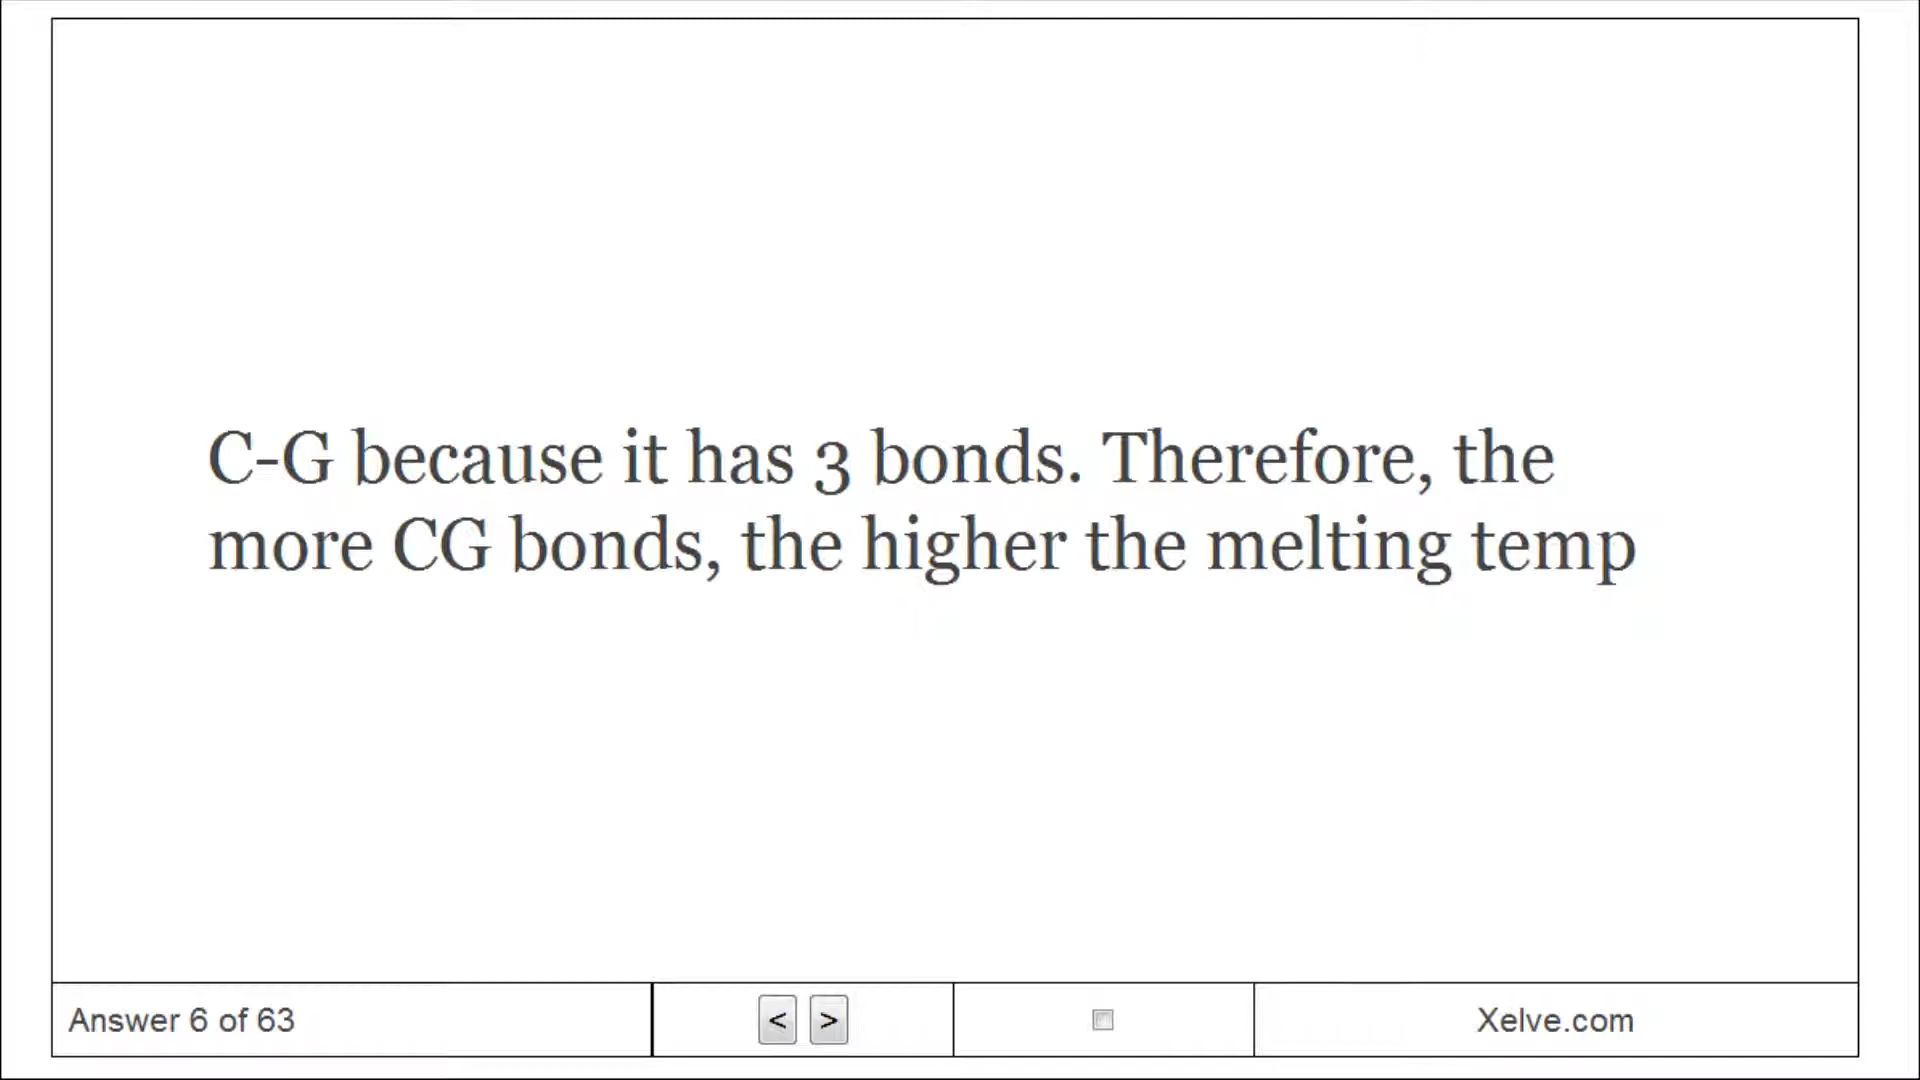 C-G because it has 3 bonds. Therefore, the
more CG bonds, the higher the melting temp
Answer 6 of 63
< >
Xelve.com